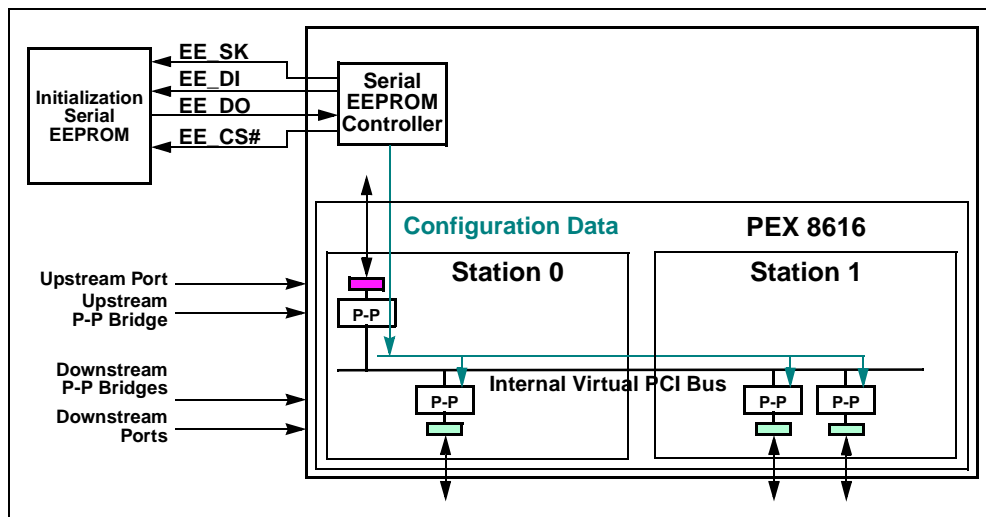 EE_SK
EE_DI
EE_DO
EE_CS#
Initialization
Serial
EEPROM
Serial
EEPROM
Controller
Configuration Data
PEX 8616
Station 0
Station 1
Upstream Port
Upstream
P-P Bridge
P-P
Downstream
P-P Bridges
Internal Virtual PCI Bus
P-P
P-P
P-P
Downstream
Ports